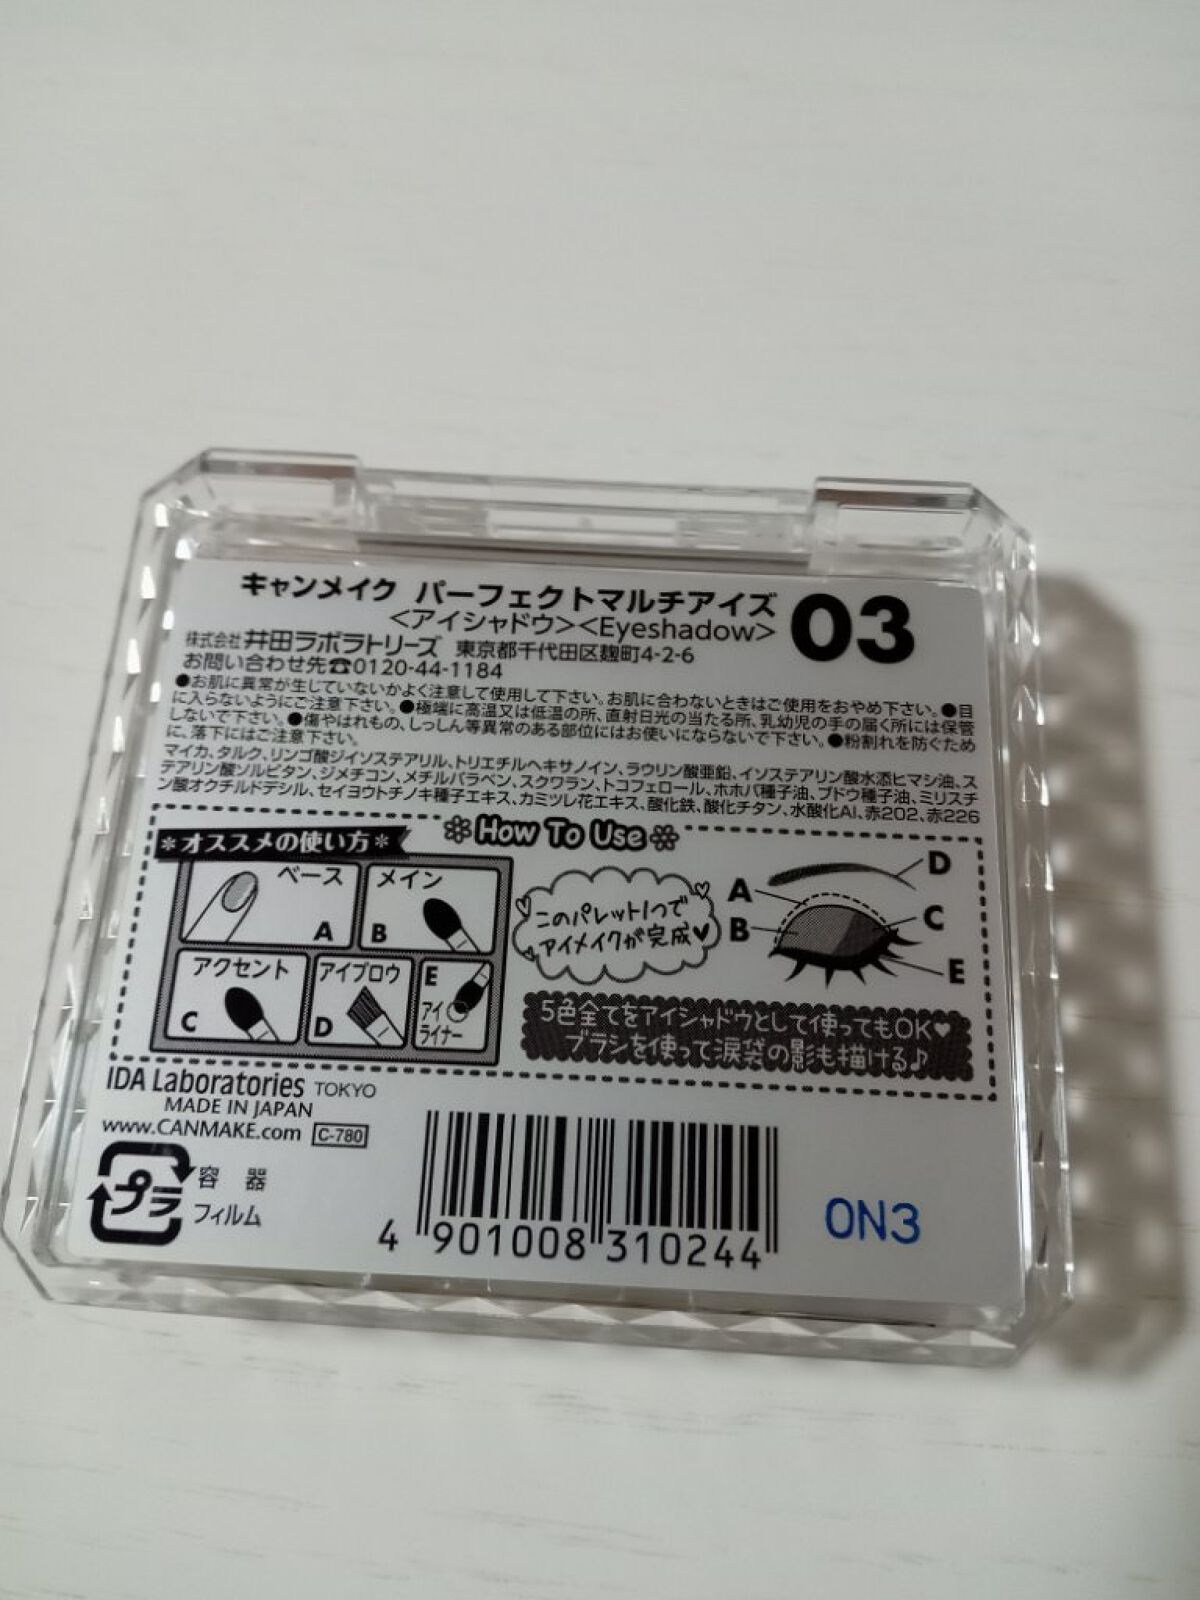 キャンメイク パーフェクトマルチアイズ 03
<アイシャドウ><Eyeshadow>
株式会社 井田ラボラトリーズ 東京都千代田区麹町4-2-6
お問い合わせ先☎0120-44-1184
●お肌に異常が生じていないかよく注意して使用して下さい。お肌に合わないときはご使用をおやめ下さい。●目
に入らないようにご注意下さい。●極端に高温又は低温の所、直射日光の当たる所、乳幼児の手の届く所には保管
しないで下さい。●傷やはれもの、しっしん等異常のある部位にはお使いにならないで下さい。●粉割れを防ぐため
に、落下にはご注意下さい。
マイカ、タルク、リンゴ酸ジイソステアリル、トリエチルヘキサノイン、ラウリン酸亜鉛、イソステアリン酸水添ヒマシ油、ス
テアリン酸ソルビタン、ジメチコン、メチルパラベン、スクワラン、トコフェロール、ホホバ種子油、ブドウ種子油、ミリスチ
ン酸オクチルドデシル、セイヨウトチノキ種子エキス、カミツレ花エキス、酸化鉄、酸化チタン、水酸化Al、赤202、赤226
How To Use
*オススメの使い方*
ベース A
メイン B
アクセント C
アイブロウ D
E アイライナー
このパレット1つで
アイメイクが完成♥
A
B
D
C
E
5色全てをアイシャドウとして使ってもOK♥
ブラシを使って涙袋の影も描ける♪
IDA Laboratories TOKYO
MADE IN JAPAN
www.CANMAKE.com C-780
プラ
容 器
フィルム
4 901008 310244
0N3